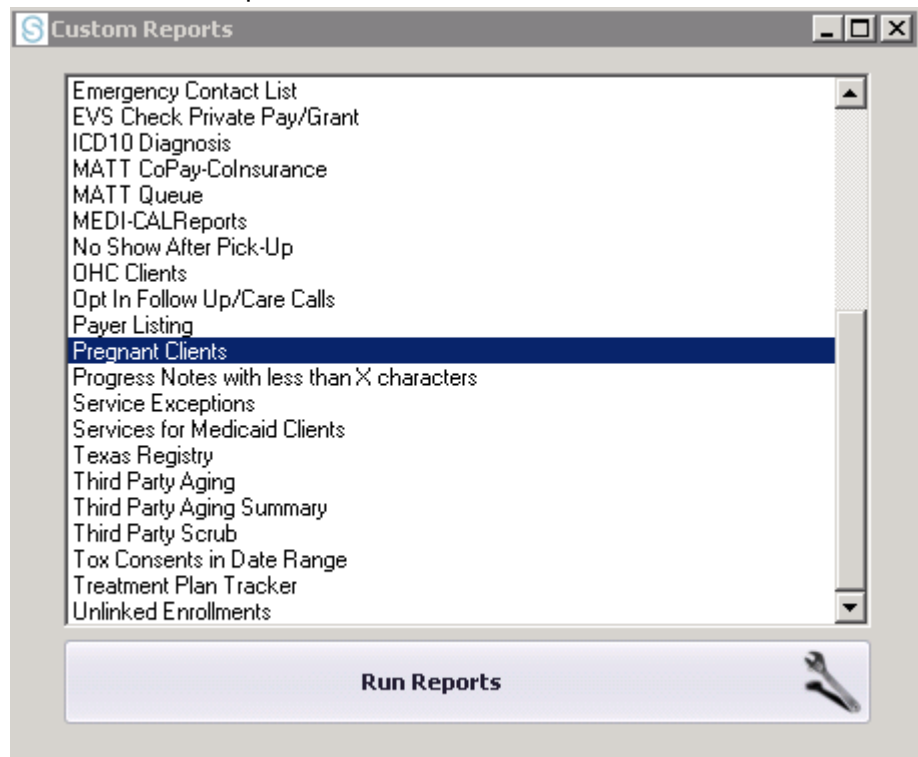 S Custom Reports
Emergency Contact List
EVS Check Private Pay/Grant
ICD10 Diagnosis
MATT CoPay-CoInsurance
MATT Queue
MEDI-CALReports
No Show After Pick-Up
OHC Clients
Opt In Follow Up/Care Calls
Payer Listing
Pregnant Clients
Progress Notes with less than X characters
Service Exceptions
Services for Medicaid Clients
Texas Registry
Third Party Aging
Third Party Aging Summary
Third Party Scrub
Tox Consents in Date Range
Treatment Plan Tracker
Unlinked Enrollments
Run Reports